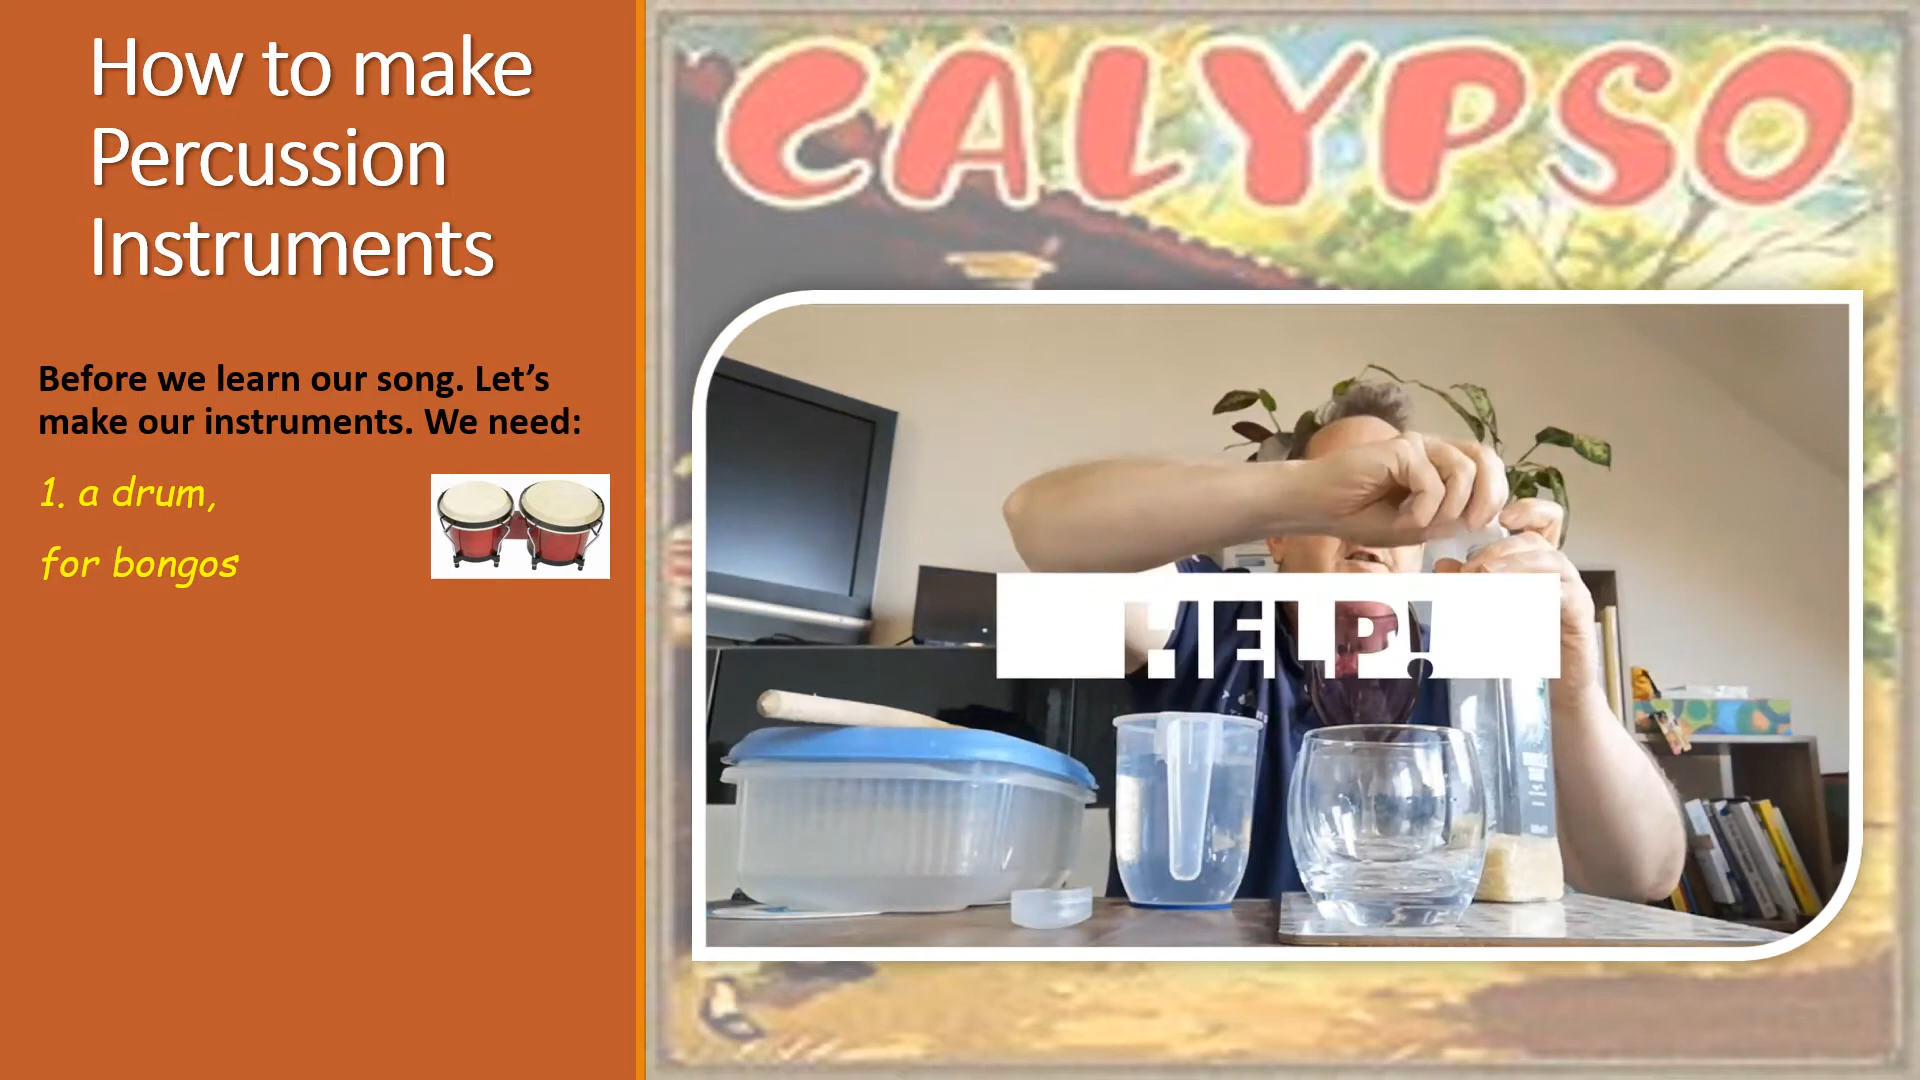 How to make
Percussion
Instruments
Before we learn our song. Let’s
make our instruments. We need:
1. a drum,
for bongos
CALYPSO
HELP!